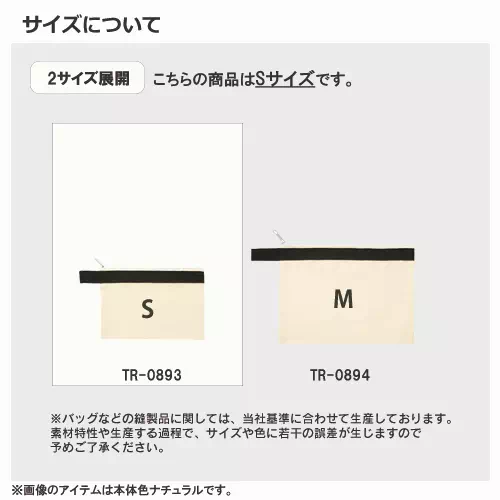 サイズについて
2サイズ展開
こちらの商品はSサイズです。
S
M
TR-0893
TR-0894
※バッグなどの縫製品に関しては、当社基準に合わせて生産しております。
素材特性や生産する過程で、サイズや色に若干の誤差が生じますので
予めご了承ください。
※画像のアイテムは本体色ナチュラルです。